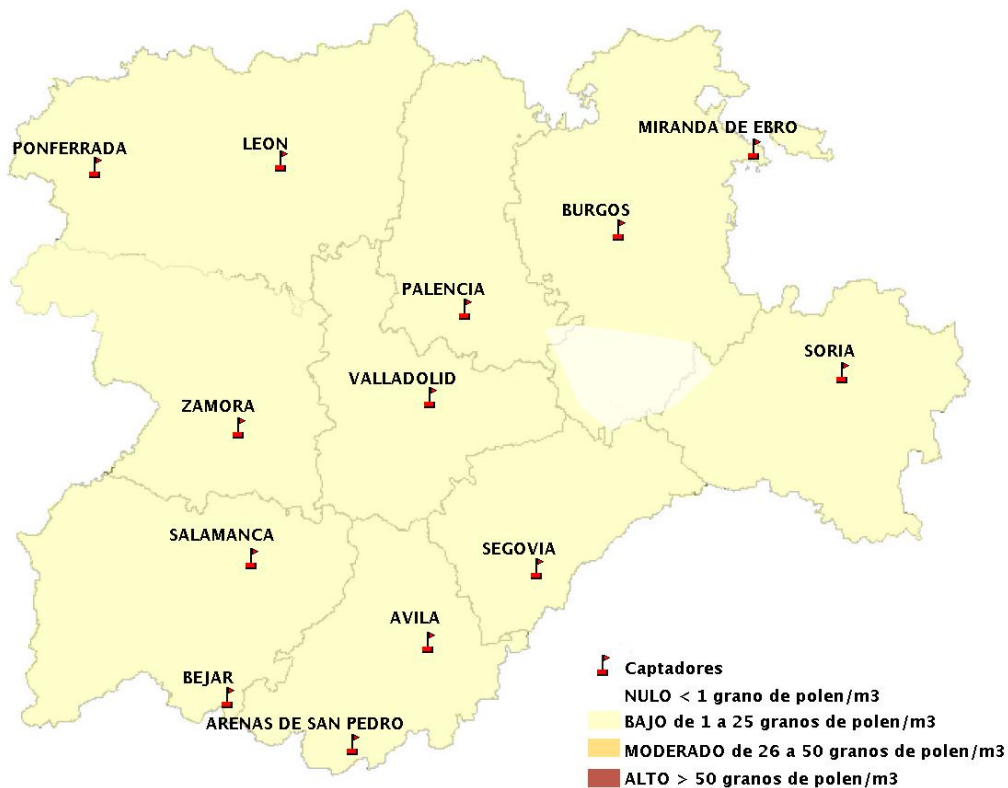 MIRANDA DE EBRO
PONFERRADA
LEON
BURGOS
PALENCIA
SORIA
VALLADOLID
ZAMORA
SALAMANCA
SEGOVIA
AVILA
BEJAR
ARENAS DE SAN PEDRO
Captadores
NULO < 1 grano de polen/m3
BAJO de 1 a 25 granos de polen/m3
MODERADO de 26 a 50 granos de polen/m3
ALTO > 50 granos de polen/m3